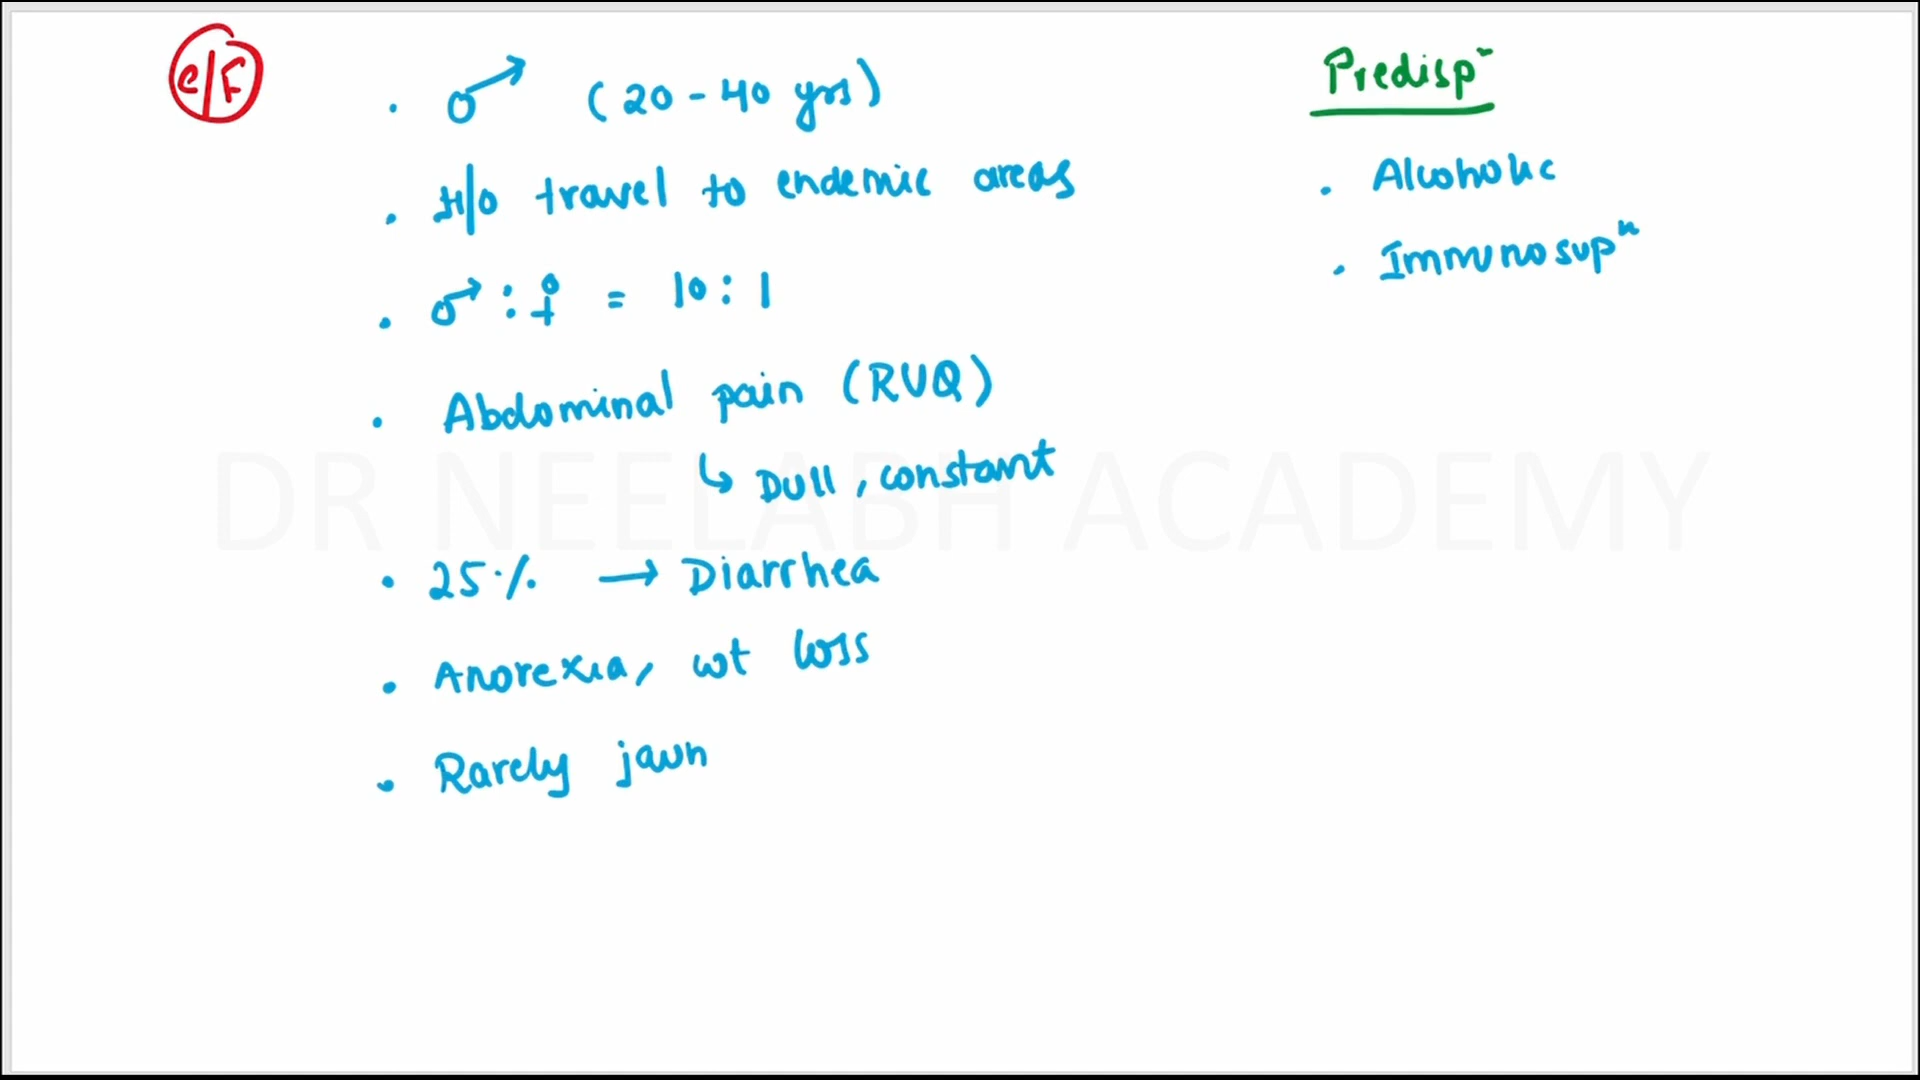 C/F
• ♂ (20-40 yrs)
• H/o travel to endemic areas
• ♂ : ♀ = 10 : 1
• Abdominal pain (RUQ)
↳ Dull, constant
• 25% → Diarrhea
• Anorexia, wt loss
• Rarely jaun
Predisp
• Alcoholic
• Immunosupⁿ
DR NEELABH ACADEMY